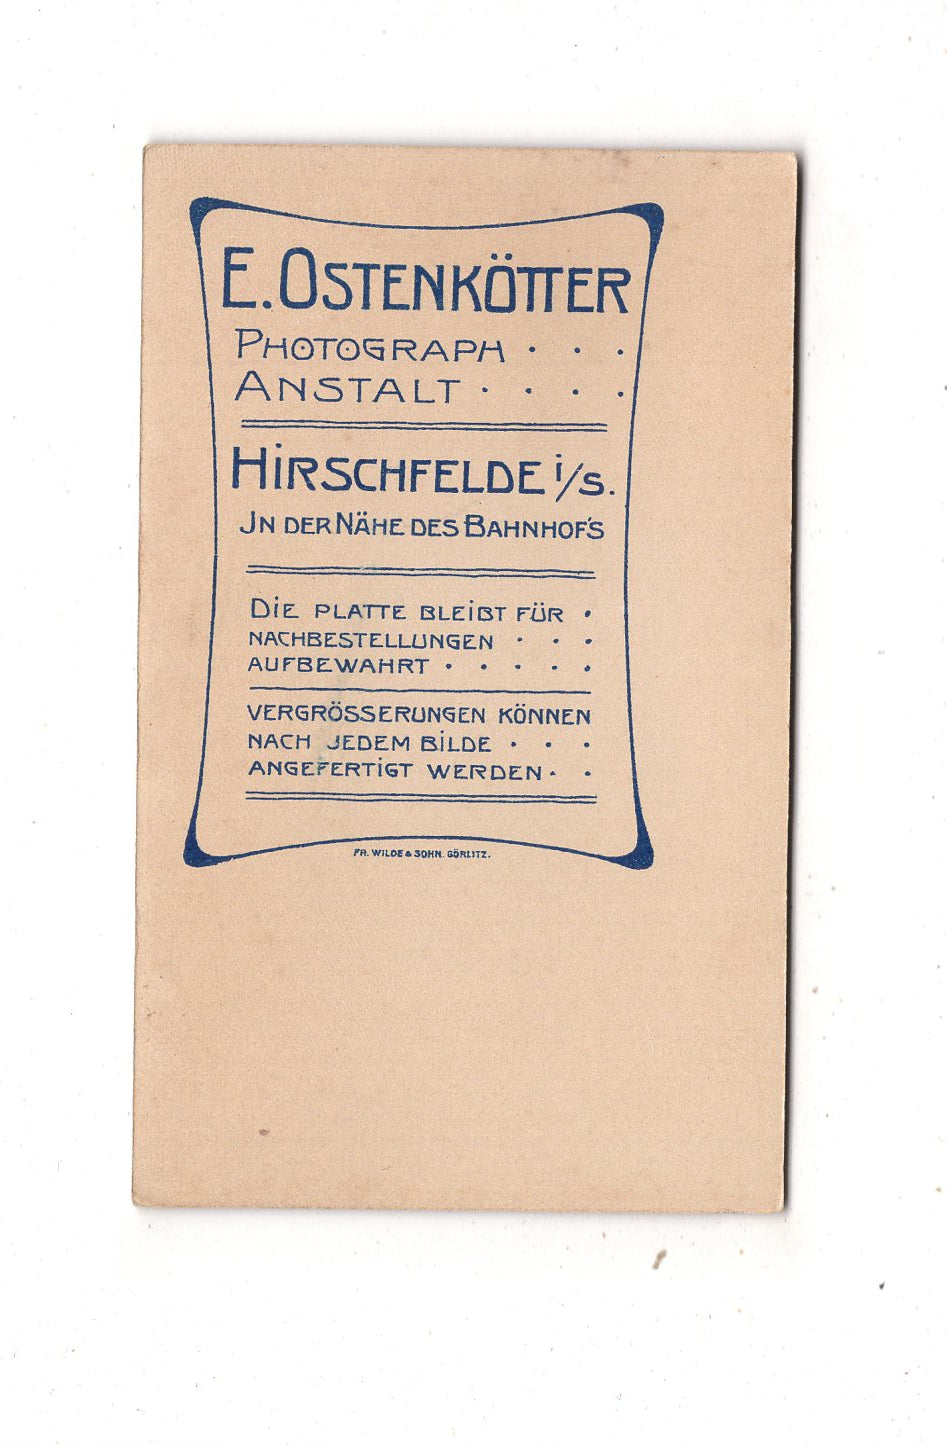 E. OSTENKÖTTER
PHOTOGRAPH . . .
ANSTALT . . . .
HIRSCHFELDE i/S.
JN DER NÄHE DES BAHNHOF'S
DIE PLATTE BLEIBT FÜR .
NACHBESTELLUNGEN . . .
AUFBEWAHRT . . . . .
VERGRÖSSERUNGEN KÖNNEN
NACH JEDEM BILDE . . .
ANGEFERTIGT WERDEN . .
FR. WILDE & SOHN. GÖRLITZ.